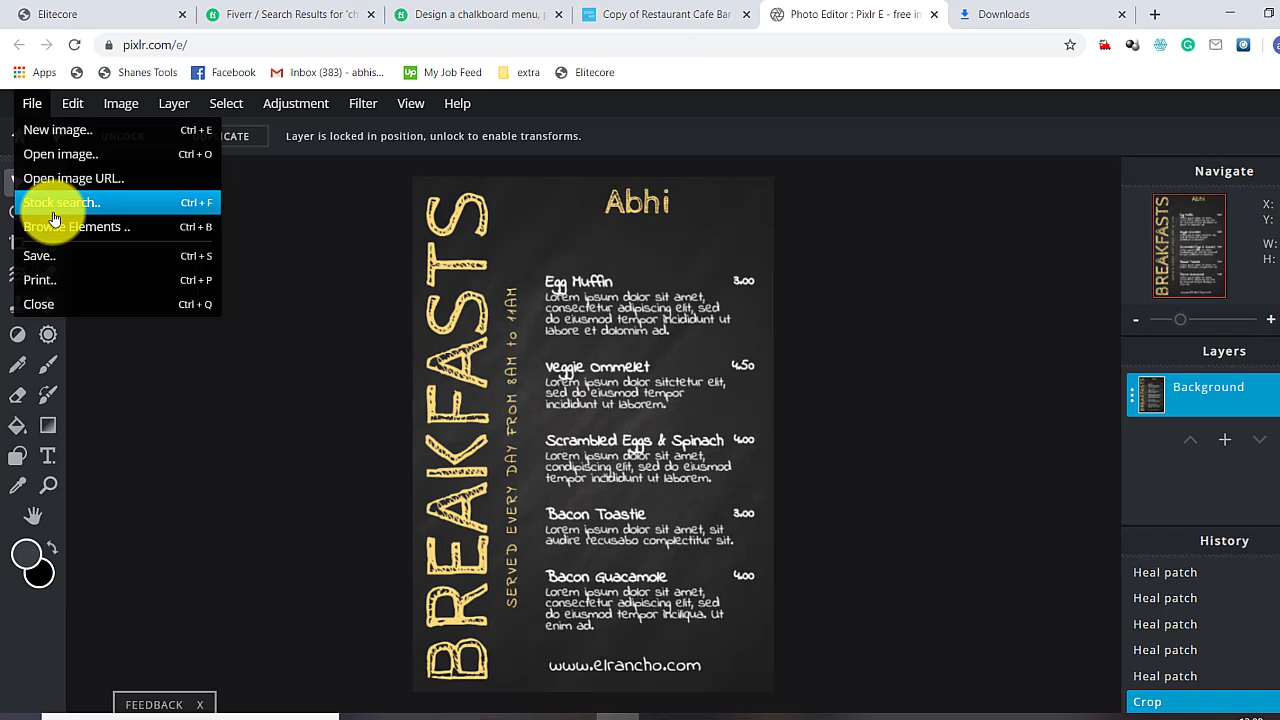 Elitecore
Fiverr / Search Results for 'ch
Design a chalkboard menu, p
Copy of Restaurant Cafe Bar
Photo Editor : Pixlr E - free in
Downloads
pixlr.com/e/
Apps
Shanes Tools
Facebook
Inbox (383) - abhis
My Job Feed
extra
Elitecore
File Edit Image Layer Select Adjustment Filter View Help
Layer is locked in position, unlock to enable transforms.
New image.. Ctrl + E
Open image.. Ctrl + O
Open image URL..
Stock search.. Ctrl + F
Browse Elements .. Ctrl + B
Save.. Ctrl + S
Print.. Ctrl + P
Close Ctrl + Q
Abhi
BREAKFASTS
SERVED EVERY DAY FROM 8AM to 11AM
Egg Muffin 3.00
Lorem ipsum dolor sit amet,
consectetur adipiscing elit, sed
do eiusmod tempor incididunt ut
labore et dolornim ad.
Veggie Ommelet 4.50
Lorem ipsum dolor sitctetur elit,
sed do eiusmod tempor
incididunt ut laborem.
Scrambled Eggs & Spinach 4.00
Lorem ipsum dolor sit amet,
condipiscing elit, sed do eiusmod
tempor incididunt ut laborem.
Bacon Toastie 3.00
Lorem ipsum dolor sit amet, sit
audire recusabo complectitur sit.
Bacon Guacamole 4.00
Lorem ipsum dolor sit amet,
consectetur adipiscing elit, sed
do eiusmod tempor inciliqua. Ut
enim ad.
www.elrancho.com
Navigate
X:
Y:
W:
H:
Layers
Background
History
Heal patch
Heal patch
Heal patch
Heal patch
Heal patch
Crop
FEEDBACK X